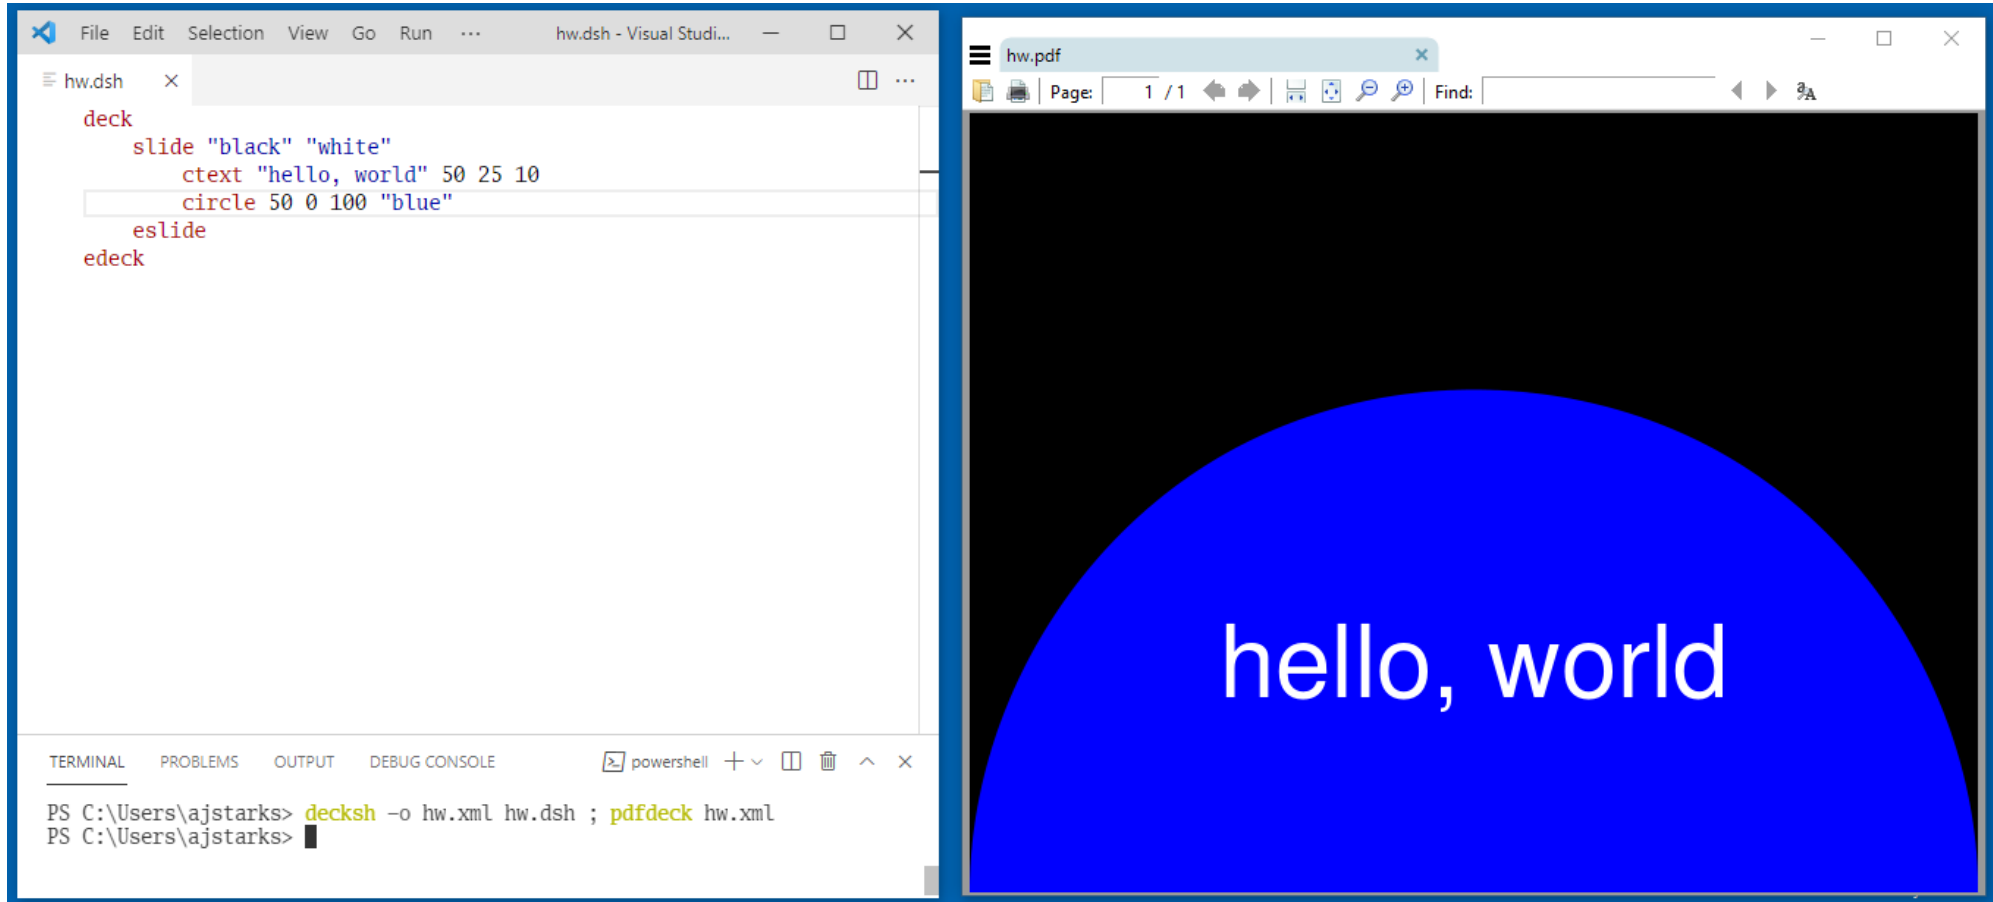 File Edit Selection View Go Run ··· hw.dsh - Visual Studi...
hw.dsh
deck
slide "black" "white"
ctext "hello, world" 50 25 10
circle 50 0 100 "blue"
eslide
edeck
TERMINAL PROBLEMS OUTPUT DEBUG CONSOLE powershell
PS C:\Users\ajstarks> decksh -o hw.xml hw.dsh ; pdfdeck hw.xml
PS C:\Users\ajstarks>
hw.pdf
Page: 1 / 1 Find:
hello, world